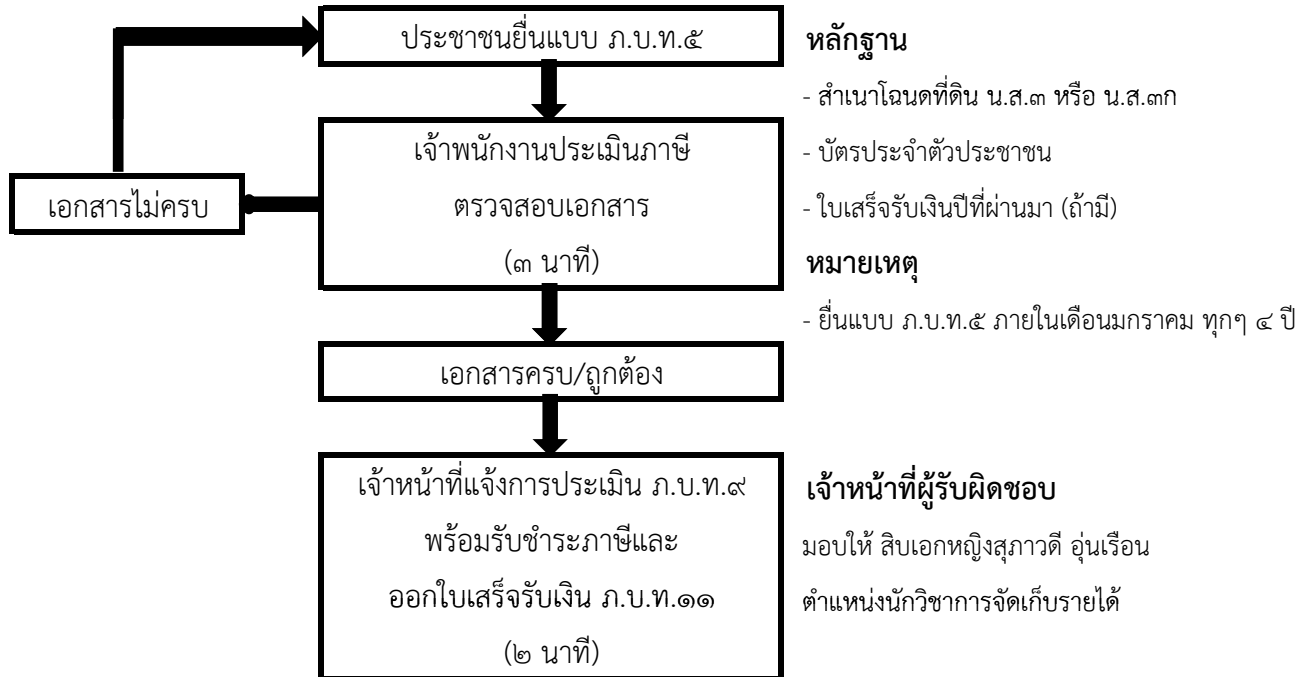 ประชาชนยื่นแบบ ภ.บ.ท.๕
หลักฐาน
- สำเนาโฉนดที่ดิน น.ส.๓ หรือ น.ส.๓ก
- บัตรประจำตัวประชาชน
- ใบเสร็จรับเงินปีที่ผ่านมา (ถ้ามี)
หมายเหตุ
- ยื่นแบบ ภ.บ.ท.๕ ภายในเดือนมกราคม ทุกๆ ๔ ปี
เจ้าพนักงานประเมินภาษี
ตรวจสอบเอกสาร
(๓ นาที)
เอกสารไม่ครบ
เอกสารครบ/ถูกต้อง
เจ้าหน้าที่แจ้งการประเมิน ภ.บ.ท.๙
พร้อมรับชำระภาษีและ
ออกใบเสร็จรับเงิน ภ.บ.ท.๑๑
(๒ นาที)
เจ้าหน้าที่ผู้รับผิดชอบ
มอบให้ สิบเอกหญิงสุภาวดี อุ่นเรือน
ตำแหน่งนักวิชาการจัดเก็บรายได้